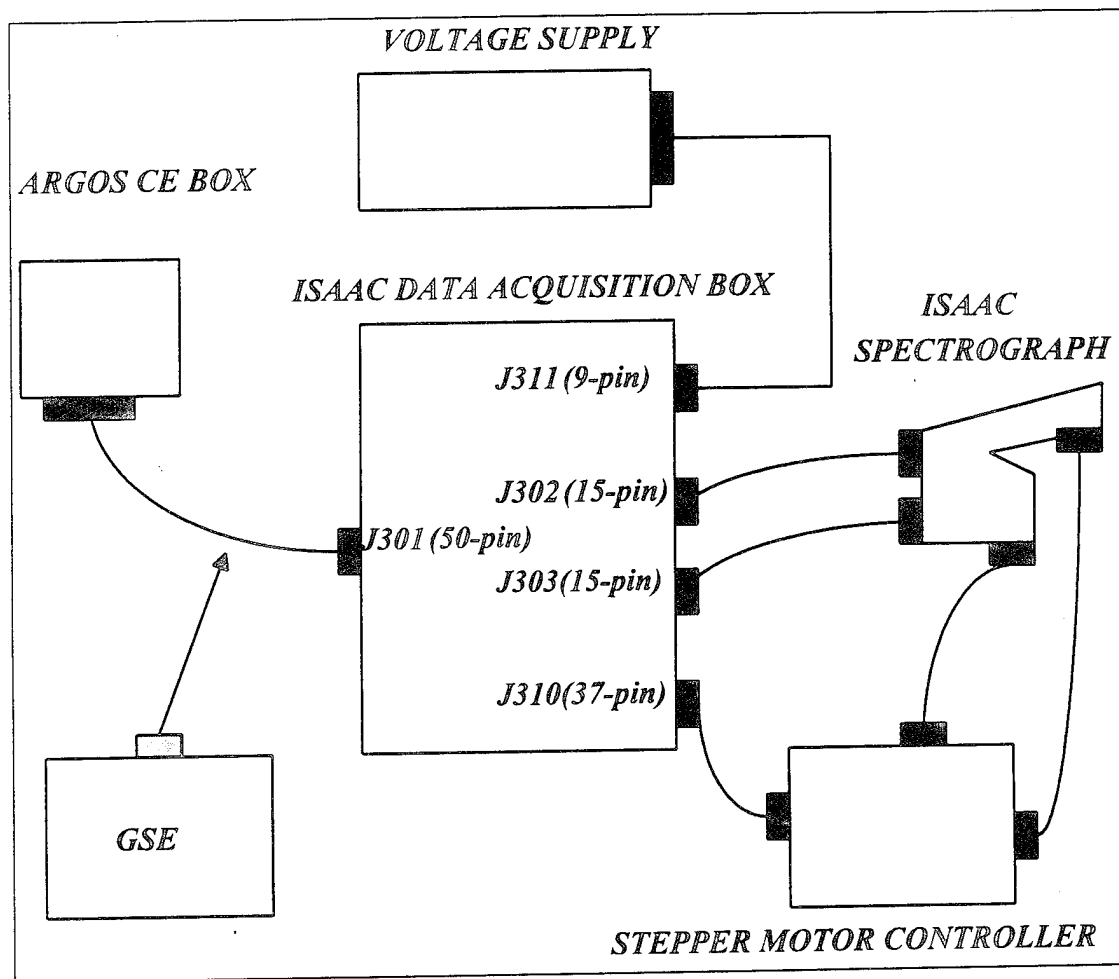 VOLTAGE SUPPLY
ARGOS CE BOX
ISAAC DATA ACQUISITION BOX
ISAAC
SPECTROGRAPH
J311 (9-pin)
J302 (15-pin)
J301 (50-pin)
J303 (15-pin)
J310 (37-pin)
GSE
STEPPER MOTOR CONTROLLER